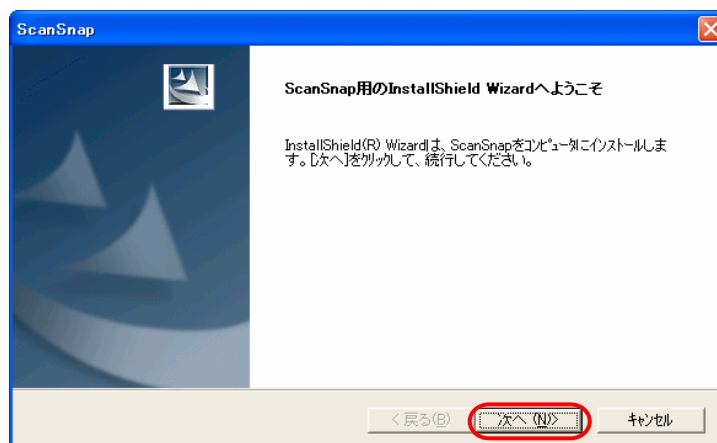 ScanSnap
ScanSnap用のInstallShield Wizardへようこそ
InstallShield(R) Wizardは、ScanSnapをコンピュータにインストールしま
す。[次へ]をクリックして、続行してください。
< 戻る(B)
次へ (N)>
キャンセル